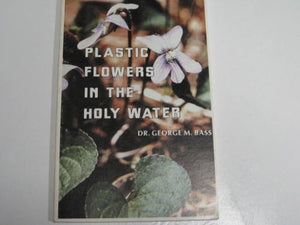 PLASTIC
FLOWERS
IN THE
HOLY WATER
DR. GEORGE M. BASS